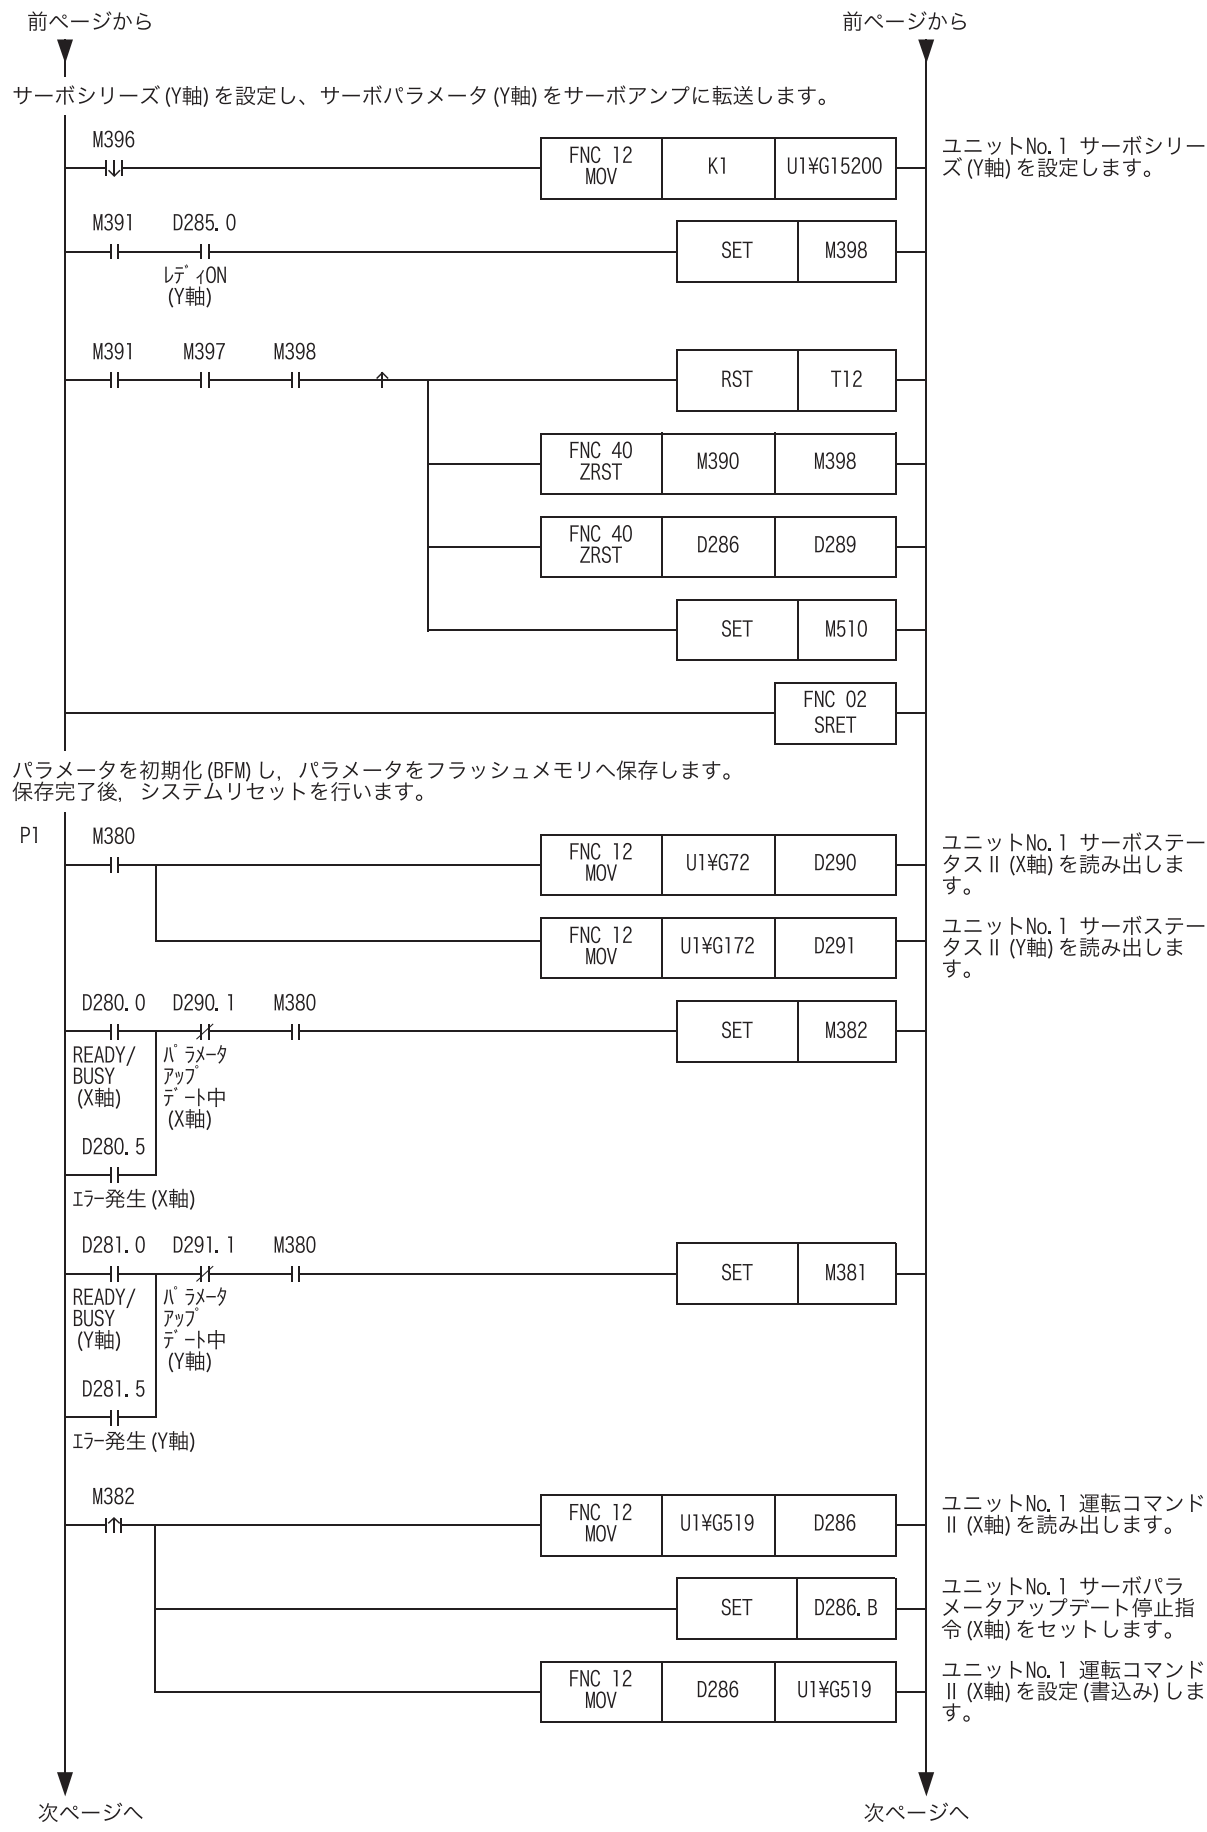 前ページから
前ページから
サーボシリーズ(Y軸)を設定し、サーボパラメータ(Y軸)をサーボアンプに転送します。
M396
FNC 12
MOV
K1
U1¥G15200
ユニットNo.1 サーボシリー
ズ(Y軸)を設定します。
M391
D285.0
SET
M398
ﾚﾃﾞｨON
(Y軸)
M391
M397
M398
RST
T12
FNC 40
ZRST
M390
M398
FNC 40
ZRST
D286
D289
SET
M510
FNC 02
SRET
パラメータを初期化(BFM)し，パラメータをフラッシュメモリへ保存します。
保存完了後，システムリセットを行います。
P1
M380
FNC 12
MOV
U1¥G72
D290
ユニットNo.1 サーボステー
タスⅡ(X軸)を読み出しま
す。
FNC 12
MOV
U1¥G172
D291
ユニットNo.1 サーボステー
タスⅡ(Y軸)を読み出しま
す。
D280.0
D290.1
M380
SET
M382
READY/
BUSY
(X軸)
ﾊﾟﾗﾒｰﾀ
ｱｯﾌﾟ
ﾃﾞｰﾄ中
(X軸)
D280.5
ｴﾗｰ発生(X軸)
D281.0
D291.1
M380
SET
M381
READY/
BUSY
(Y軸)
ﾊﾟﾗﾒｰﾀ
ｱｯﾌﾟ
ﾃﾞｰﾄ中
(Y軸)
D281.5
ｴﾗｰ発生(Y軸)
M382
FNC 12
MOV
U1¥G519
D286
ユニットNo.1 運転コマンド
Ⅱ(X軸)を読み出します。
SET
D286.B
ユニットNo.1 サーボパラ
メータアップデート停止指
令(X軸)をセットします。
FNC 12
MOV
D286
U1¥G519
ユニットNo.1 運転コマンド
Ⅱ(X軸)を設定(書込み)しま
す。
次ページへ
次ページへ